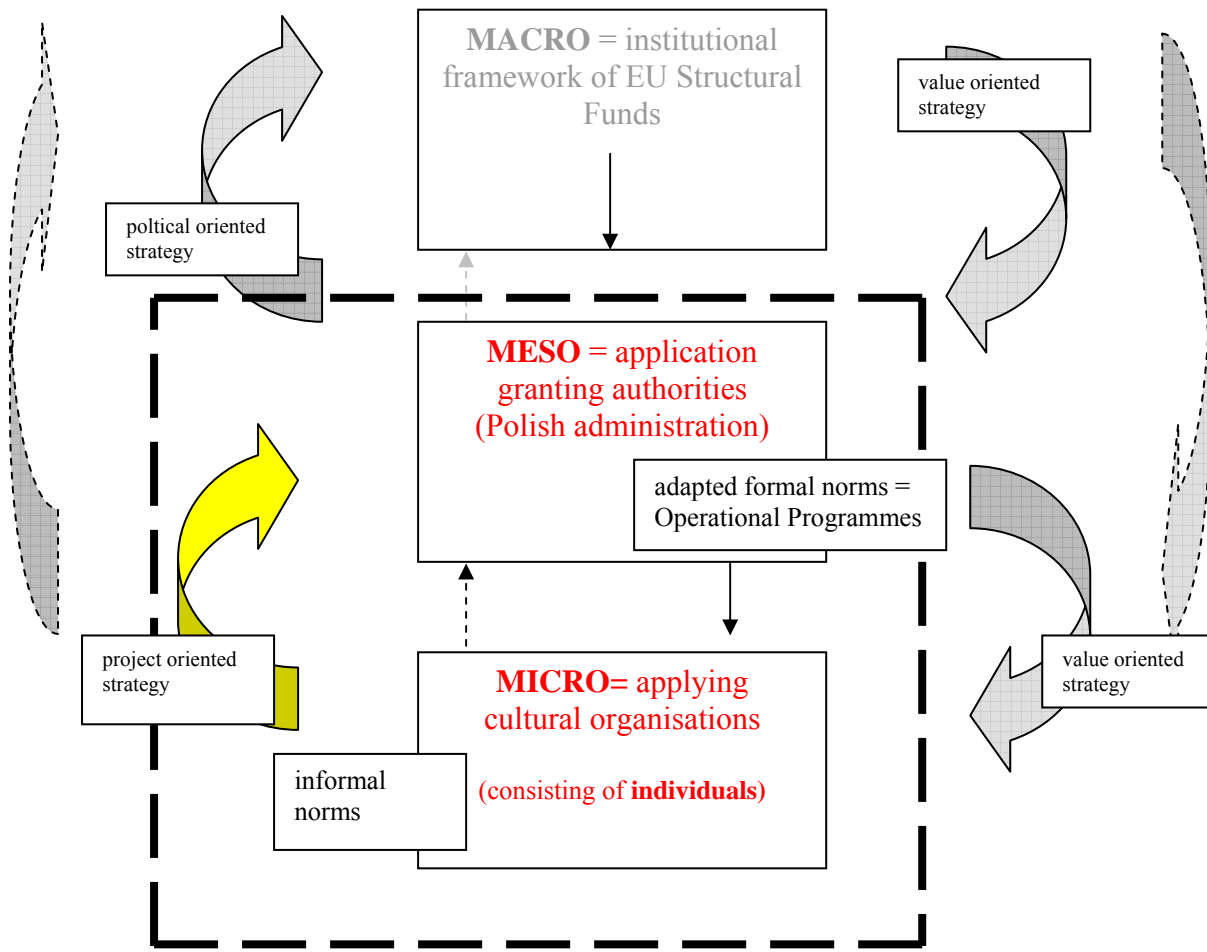 MACRO = institutional
framework of EU Structural
Funds
value oriented
strategy
poltical oriented
strategy
MESO = application
granting authorities
(Polish administration)
adapted formal norms =
Operational Programmes
project oriented
strategy
MICRO= applying
cultural organisations
(consisting of individuals)
value oriented
strategy
informal
norms